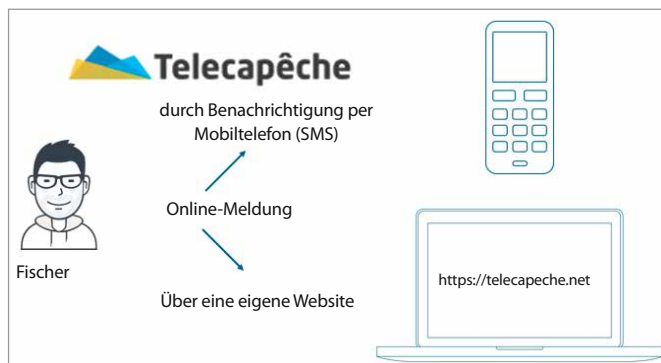 Telecapêche
durch Benachrichtigung per
Mobiltelefon (SMS)
Online-Meldung
Fischer
Über eine eigene Website
https://telecapeche.net